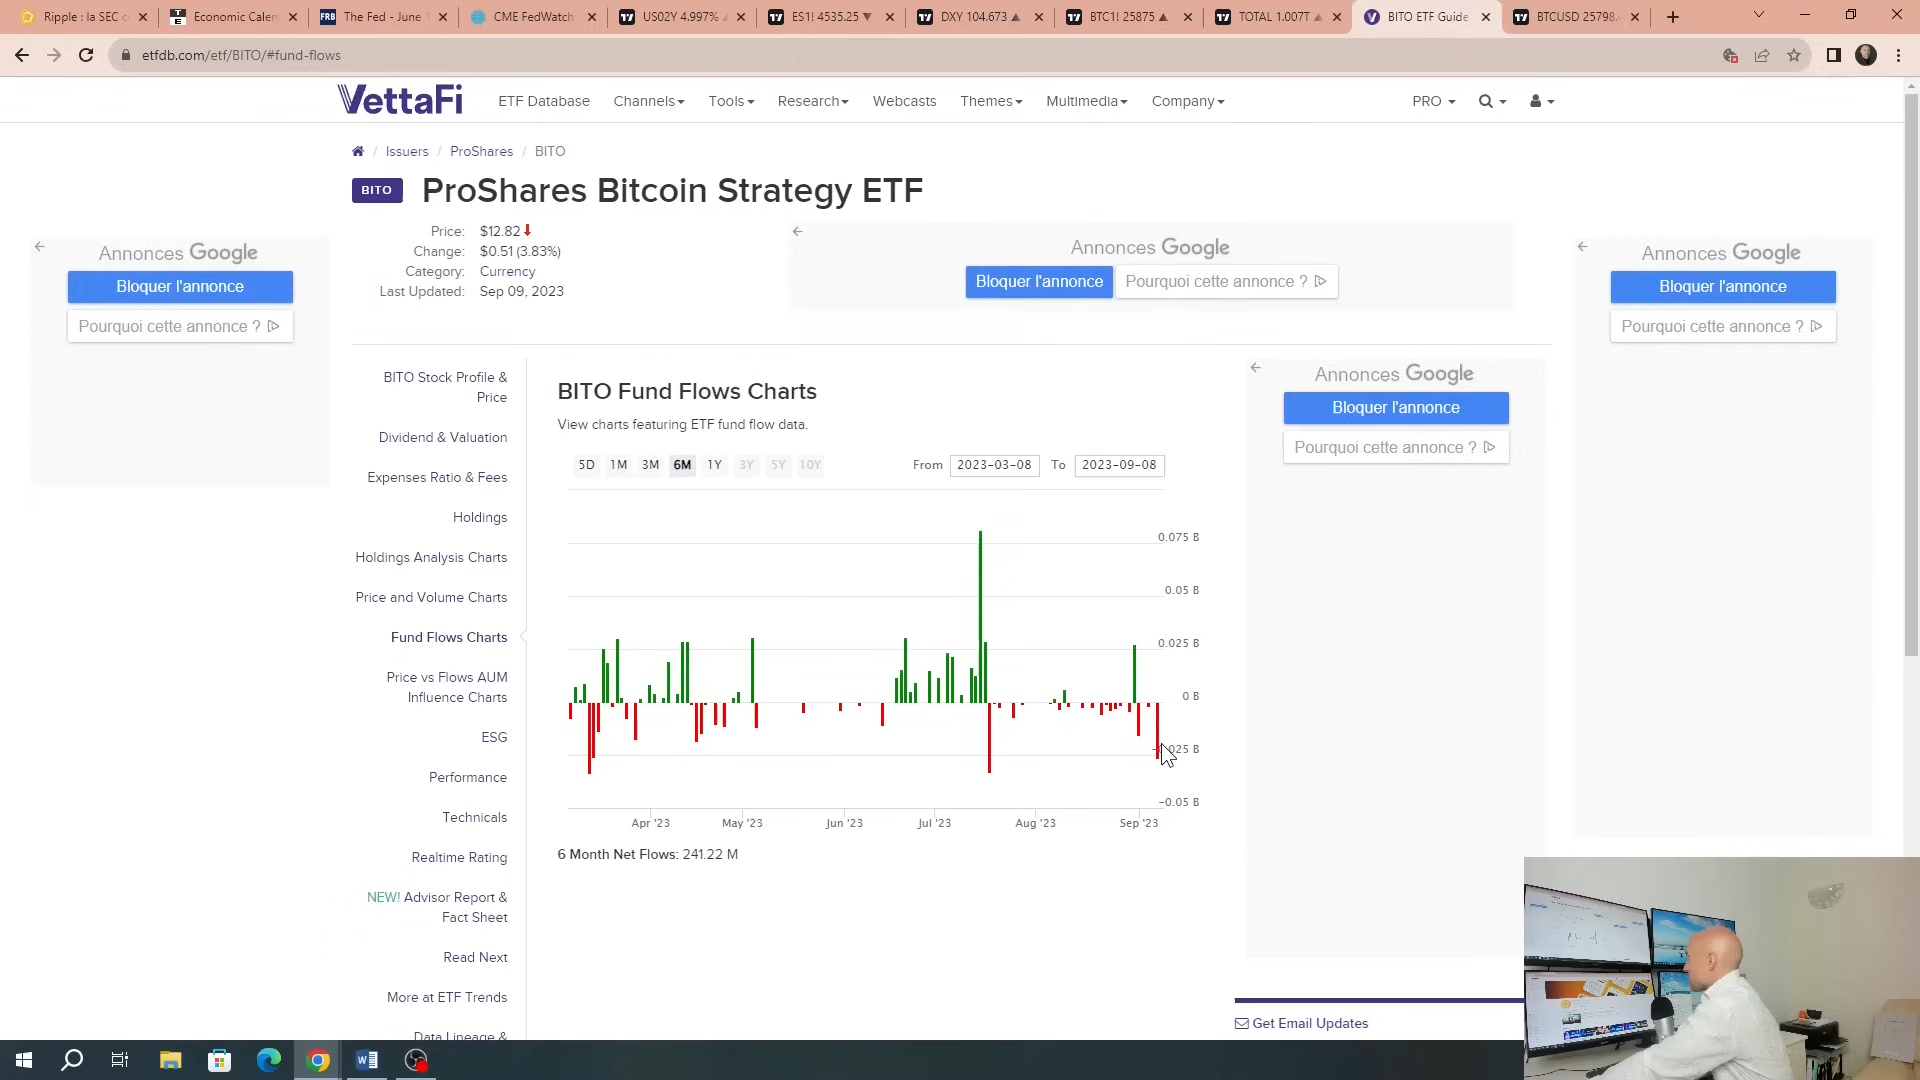 Ripple : la SEC c
Economic Calen
The Fed - June 1
CME FedWatch
US02Y 4.997%
ES1! 4535.25 ▼
DXY 104.673 ▲
BTC1! 25875 ▲
TOTAL 1.007T ▲
BITO ETF Guide
BTCUSD 25798.
etfdb.com/etf/BITO/#fund-flows
VettaFi
ETF Database
Channels
Tools
Research
Webcasts
Themes
Multimedia
Company
PRO
Issuers / ProShares / BITO
BITO
ProShares Bitcoin Strategy ETF
Price: $12.82
Change: $0.51 (3.83%)
Category: Currency
Last Updated: Sep 09, 2023
Annonces Google
Bloquer l'annonce
Pourquoi cette annonce ?
Annonces Google
Bloquer l'annonce
Pourquoi cette annonce ?
Annonces Google
Bloquer l'annonce
Pourquoi cette annonce ?
BITO Stock Profile &
Price
Dividend & Valuation
Expenses Ratio & Fees
Holdings
Holdings Analysis Charts
Price and Volume Charts
Fund Flows Charts
Price vs Flows AUM
Influence Charts
ESG
Performance
Technicals
Realtime Rating
NEW! Advisor Report &
Fact Sheet
Read Next
More at ETF Trends
Data Lineage &
BITO Fund Flows Charts
View charts featuring ETF fund flow data.
5D 1M 3M 6M 1Y 3Y 5Y 10Y
From 2023-03-08 To 2023-09-08
0.075 B
0.05 B
0.025 B
0 B
-0.025 B
-0.05 B
Apr '23 May '23 Jun '23 Jul '23 Aug '23 Sep '23
6 Month Net Flows: 241.22 M
Annonces Google
Bloquer l'annonce
Pourquoi cette annonce ?
Get Email Updates